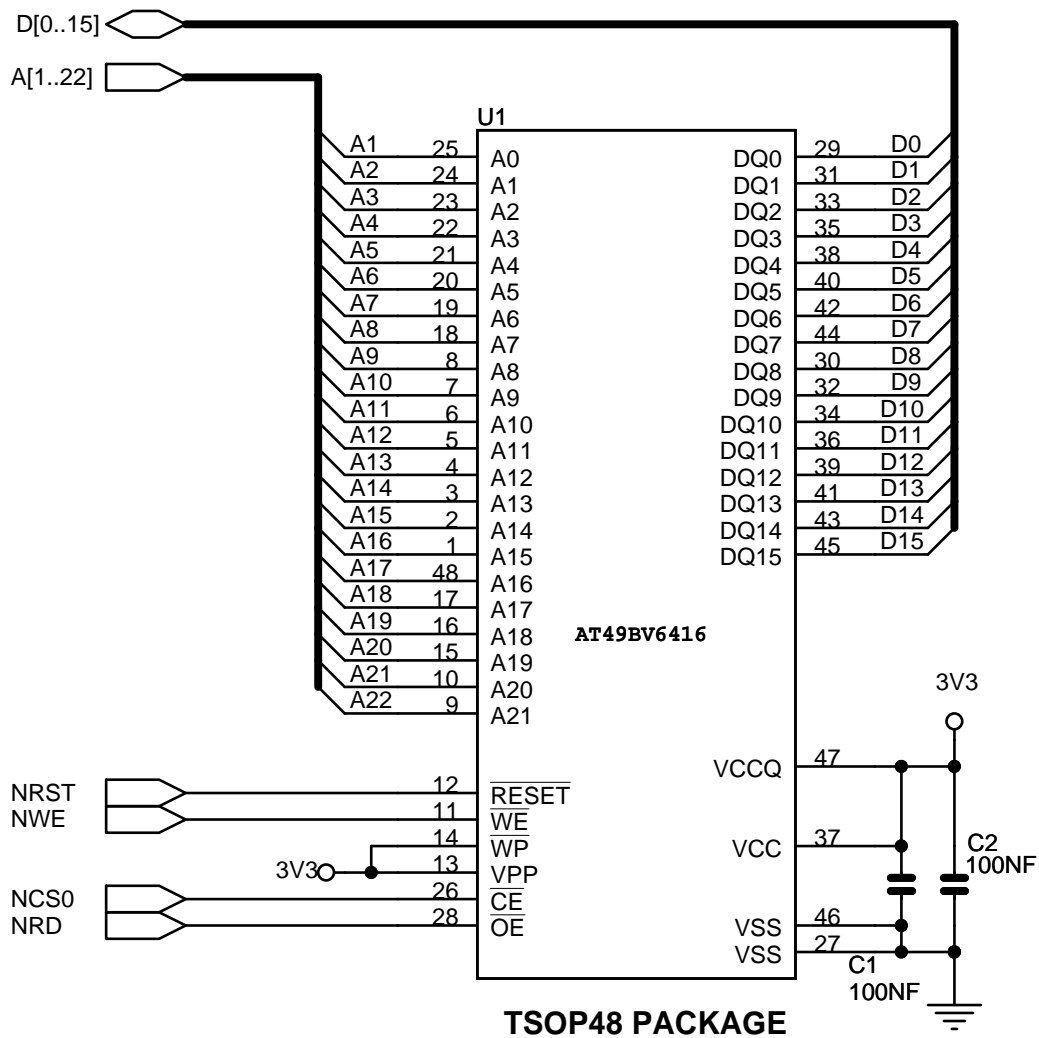 D[0..15]
A[1..22]
U1
A1 25 A0 DQ0 29 D0
A2 24 A1 DQ1 31 D1
A3 23 A2 DQ2 33 D2
A4 22 A3 DQ3 35 D3
A5 21 A4 DQ4 38 D4
A6 20 A5 DQ5 40 D5
A7 19 A6 DQ6 42 D6
A8 18 A7 DQ7 44 D7
A9 8 A8 DQ8 30 D8
A10 7 A9 DQ9 32 D9
A11 6 A10 DQ10 34 D10
A12 5 A11 DQ11 36 D11
A13 4 A12 DQ12 39 D12
A14 3 A13 DQ13 41 D13
A15 2 A14 DQ14 43 D14
A16 1 A15 DQ15 45 D15
A17 48 A16
A18 17 A17
A19 16 A18 AT49BV6416
A20 15 A19
A21 10 A20
A22 9 A21
3V3
VCCQ 47
NRST 12 RESET
NWE 11 WE
14 WP VCC 37
3V3 13 VPP
C2
100NF
NCS0 26 CE
NRD 28 OE
VSS 46
VSS 27
C1
100NF
TSOP48 PACKAGE